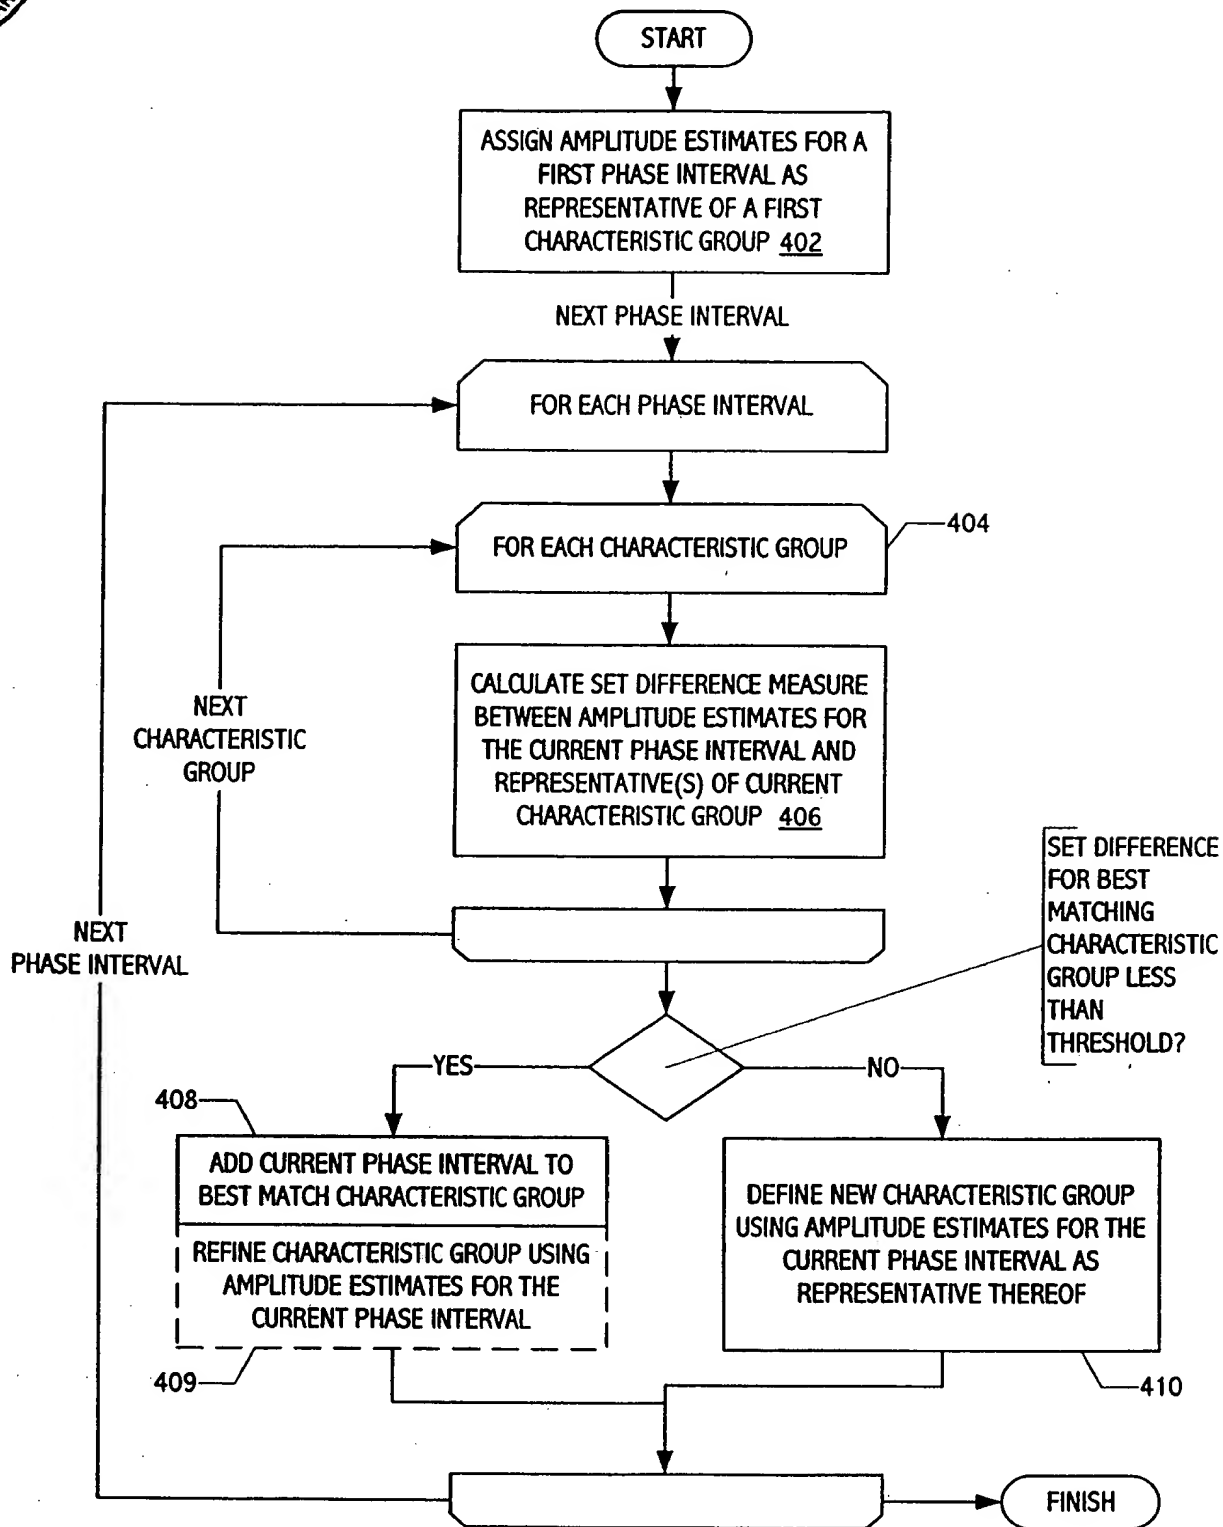 START
ASSIGN AMPLITUDE ESTIMATES FOR A
FIRST PHASE INTERVAL AS
REPRESENTATIVE OF A FIRST
CHARACTERISTIC GROUP 402
NEXT PHASE INTERVAL
FOR EACH PHASE INTERVAL
FOR EACH CHARACTERISTIC GROUP
404
CALCULATE SET DIFFERENCE MEASURE
BETWEEN AMPLITUDE ESTIMATES FOR
THE CURRENT PHASE INTERVAL AND
REPRESENTATIVE(S) OF CURRENT
CHARACTERISTIC GROUP 406
NEXT
CHARACTERISTIC
GROUP
NEXT
PHASE INTERVAL
SET DIFFERENCE
FOR BEST
MATCHING
CHARACTERISTIC
GROUP LESS
THAN
THRESHOLD?
YES
NO
408
ADD CURRENT PHASE INTERVAL TO
BEST MATCH CHARACTERISTIC GROUP
REFINE CHARACTERISTIC GROUP USING
AMPLITUDE ESTIMATES FOR THE
CURRENT PHASE INTERVAL
409
DEFINE NEW CHARACTERISTIC GROUP
USING AMPLITUDE ESTIMATES FOR THE
CURRENT PHASE INTERVAL AS
REPRESENTATIVE THEREOF
410
FINISH